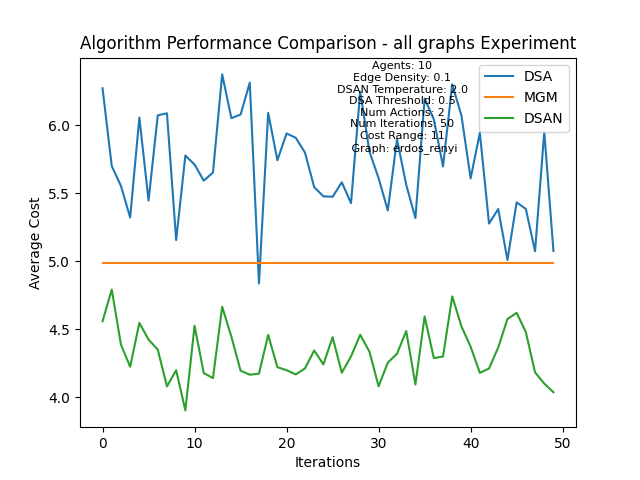 Algorithm Performance Comparison - all graphs Experiment
Agents: 10
Edge Density: 0.1
DSAN Temperature: 2.0
DSA Threshold: 0.5
Num Actions: 2
Num Iterations: 50
Cost Range: 11
Graph: erdos_renyi
DSA
MGM
DSAN
Average Cost
6.0
5.5
5.0
4.5
4.0
0 10 20 30 40 50
Iterations